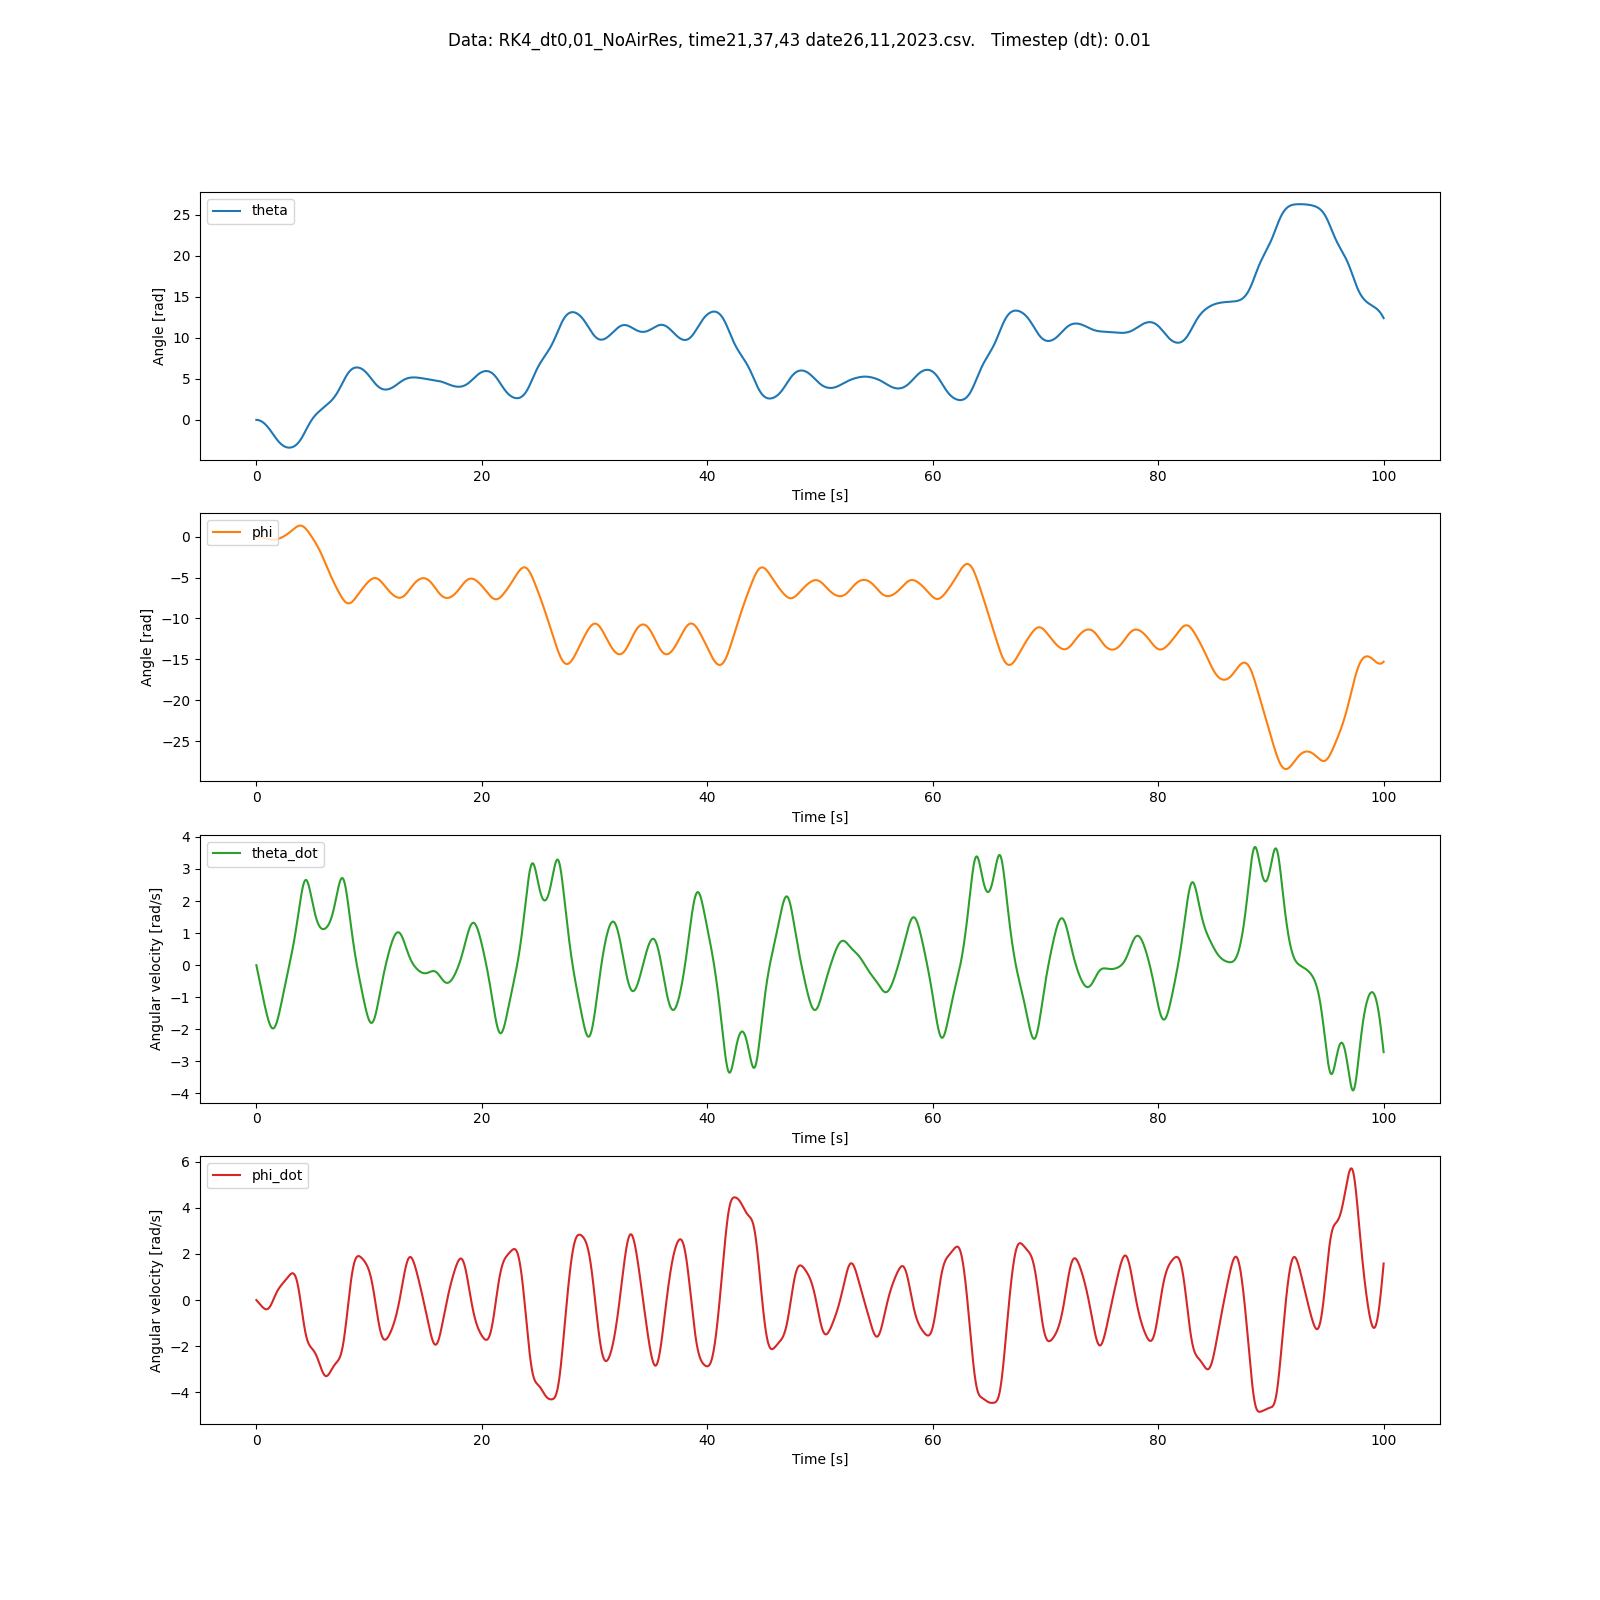 Data: RK4_dt0,01_NoAirRes, time21,37,43 date26,11,2023.csv.   Timestep (dt): 0.01
theta
25
20
15
10
5
0
Angle [rad]
0 20 40 60 80 100
Time [s]
phi
0
−5
−10
−15
−20
−25
Angle [rad]
0 20 40 60 80 100
Time [s]
theta_dot
4
3
2
1
0
−1
−2
−3
−4
Angular velocity [rad/s]
0 20 40 60 80 100
Time [s]
phi_dot
6
4
2
0
−2
−4
Angular velocity [rad/s]
0 20 40 60 80 100
Time [s]